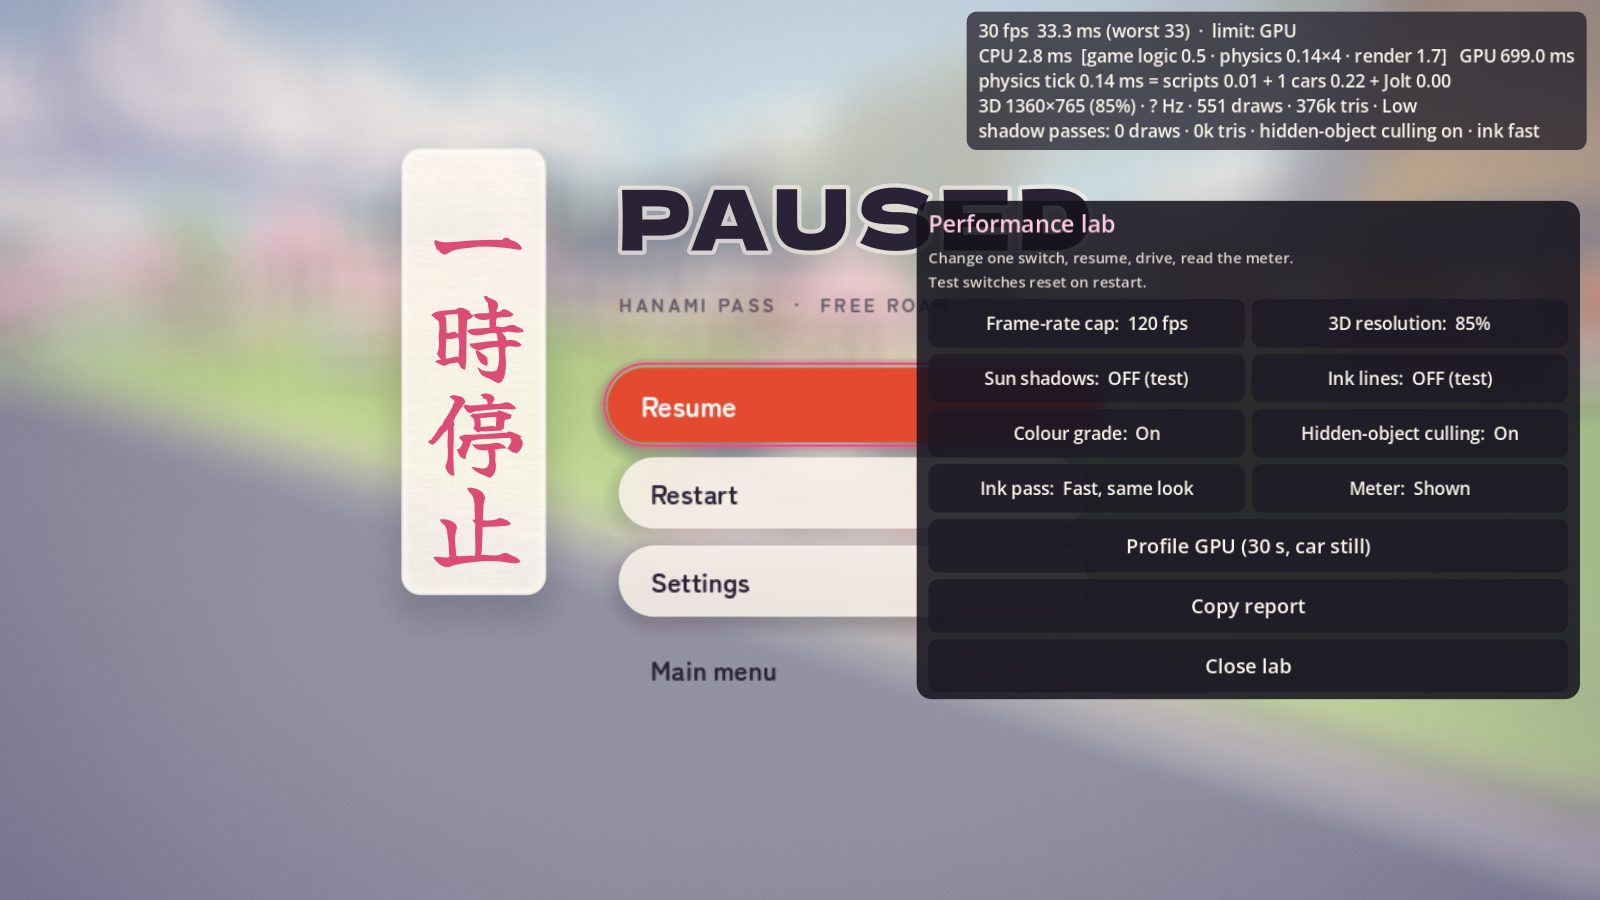 30 fps 33.3 ms (worst 33) · limit: GPU
CPU 2.8 ms [game logic 0.5 · physics 0.14×4 · render 1.7] GPU 699.0 ms
physics tick 0.14 ms = scripts 0.01 + 1 cars 0.22 + Jolt 0.00
3D 1360×765 (85%) · ? Hz · 551 draws · 376k tris · Low
shadow passes: 0 draws · 0k tris · hidden-object culling on · ink fast
一時停止
PAUSED
HANAMI PASS · FREE ROAM
Resume
Restart
Settings
Main menu
Performance lab
Change one switch, resume, drive, read the meter.
Test switches reset on restart.
Frame-rate cap: 120 fps
3D resolution: 85%
Sun shadows: OFF (test)
Ink lines: OFF (test)
Colour grade: On
Hidden-object culling: On
Ink pass: Fast, same look
Meter: Shown
Profile GPU (30 s, car still)
Copy report
Close lab